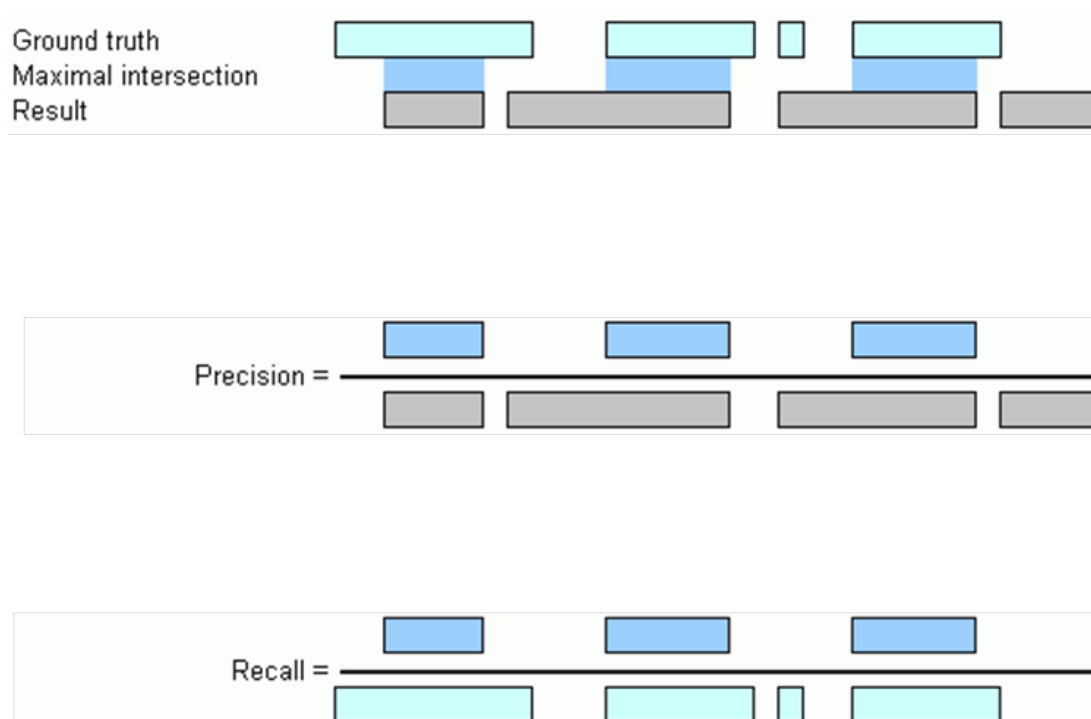 Ground truth
Maximal intersection
Result
Precision =
Recall =